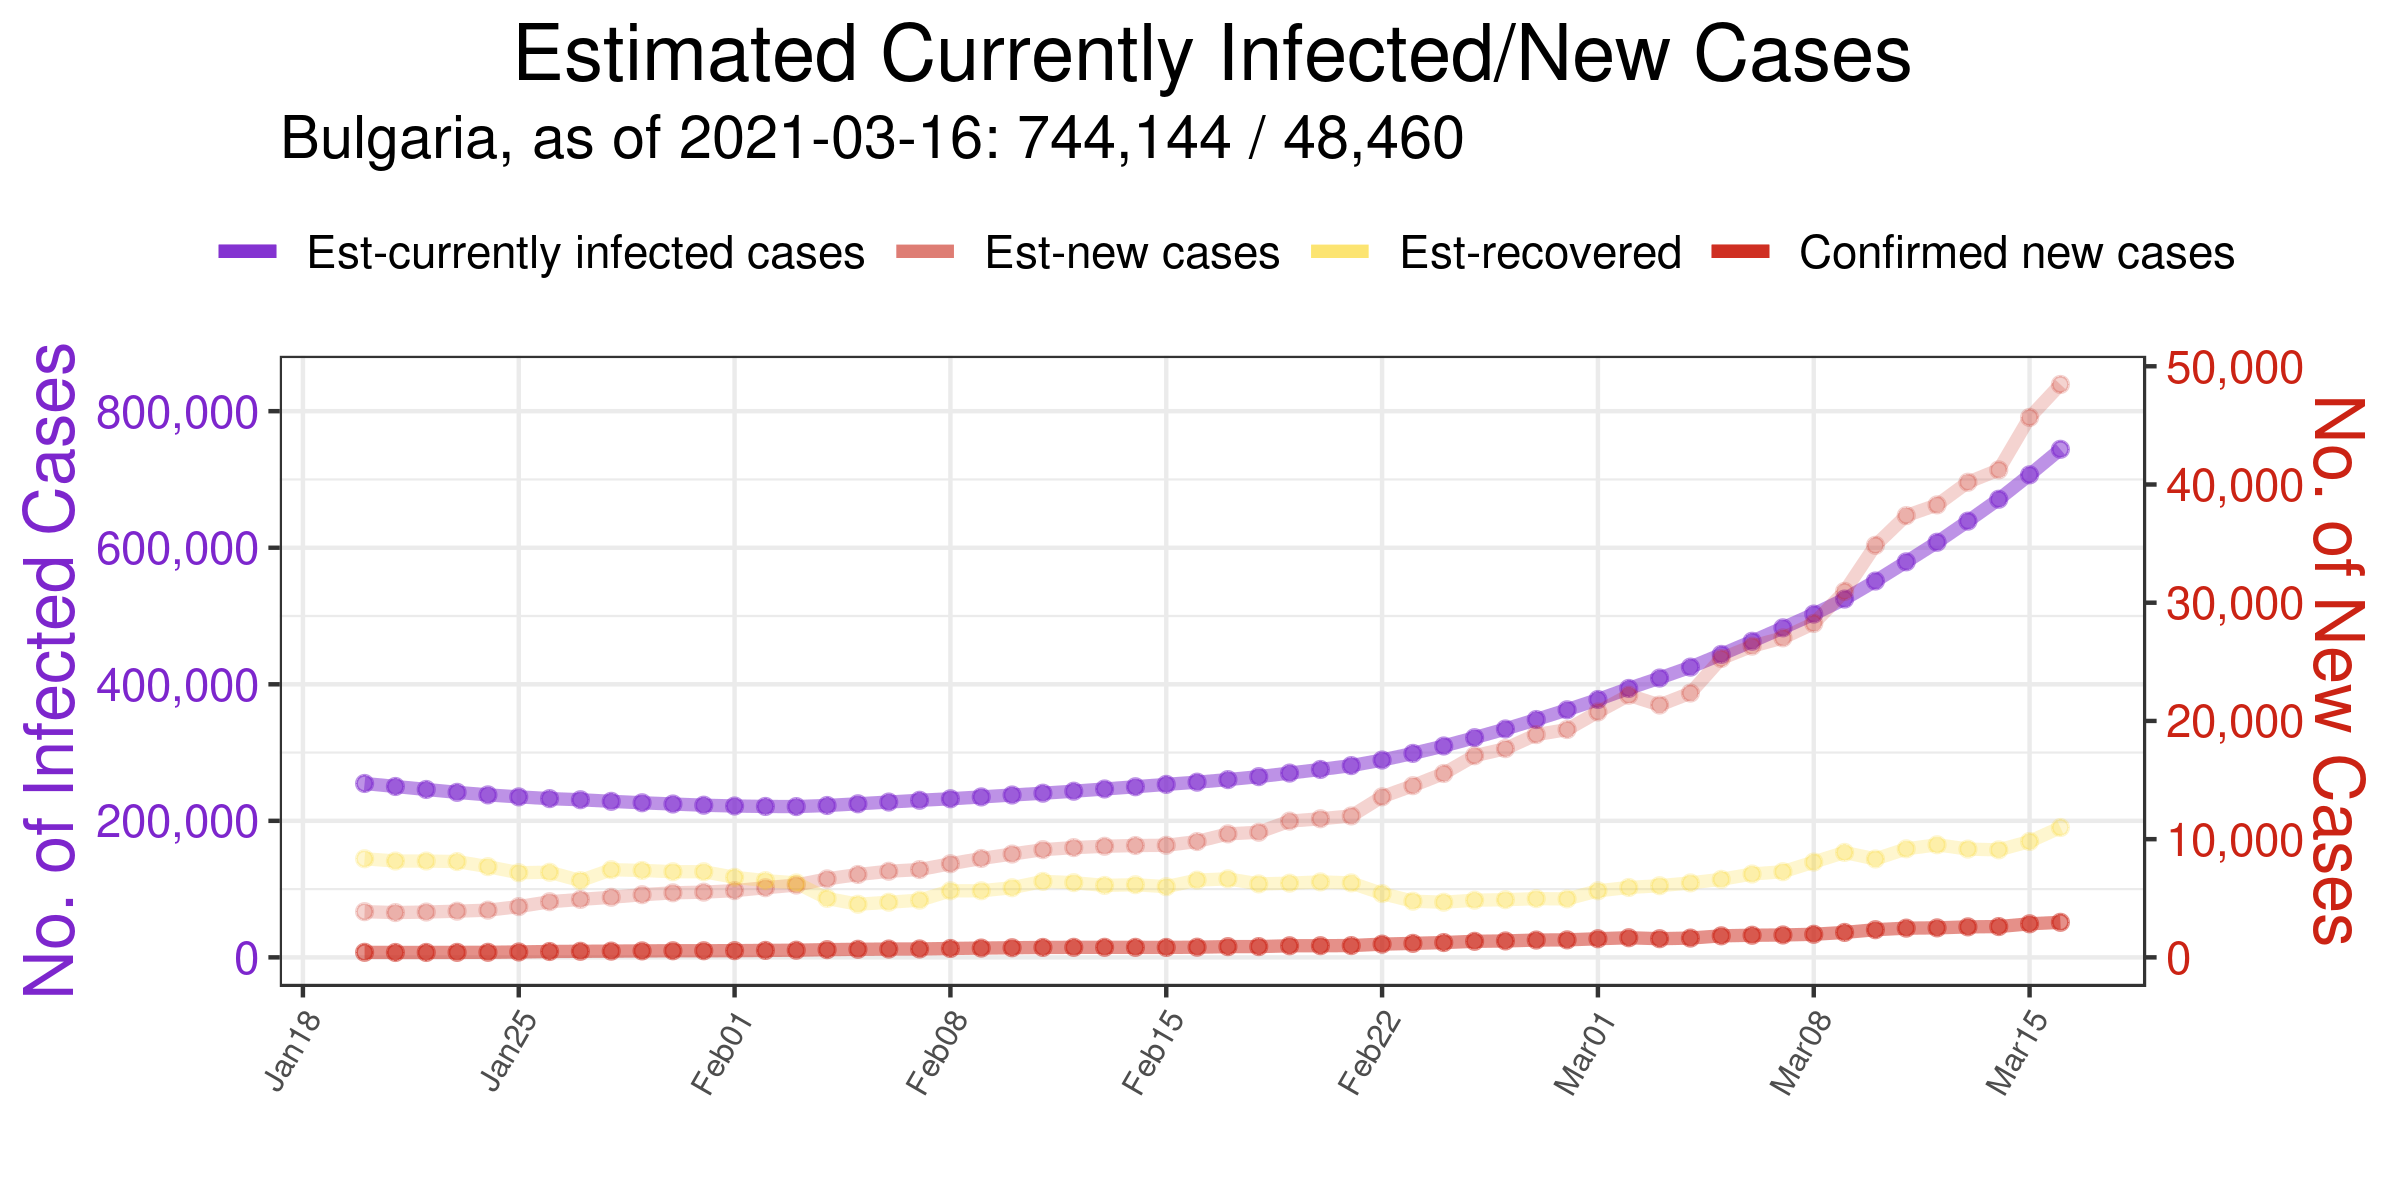 Estimated Currently Infected/New Cases
Bulgaria, as of 2021-03-16: 744,144 / 48,460
Est-currently infected cases Est-new cases Est-recovered Confirmed new cases
No. of Infected Cases
800,000
600,000
400,000
200,000
0
50,000
40,000
30,000
20,000
10,000
0
No. of New Cases
Jan18 Jan25 Feb01 Feb08 Feb15 Feb22 Mar01 Mar08 Mar15